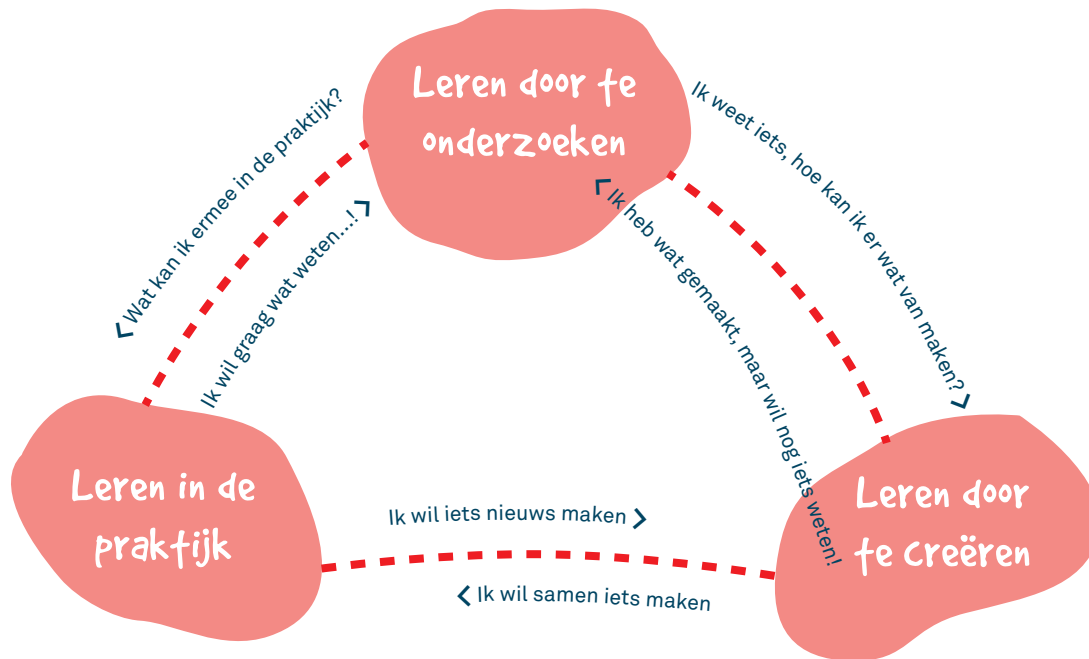 Leren door te
onderzoeken
Wat kan ik ermee in de praktijk?
Ik wil graag wat weten...!
Ik weet iets, hoe kan ik er wat van maken?
Ik heb wat gemaakt, maar wil nog iets weten!
Leren in de
praktijk
Ik wil iets nieuws maken
Ik wil samen iets maken
Leren door
te creëren